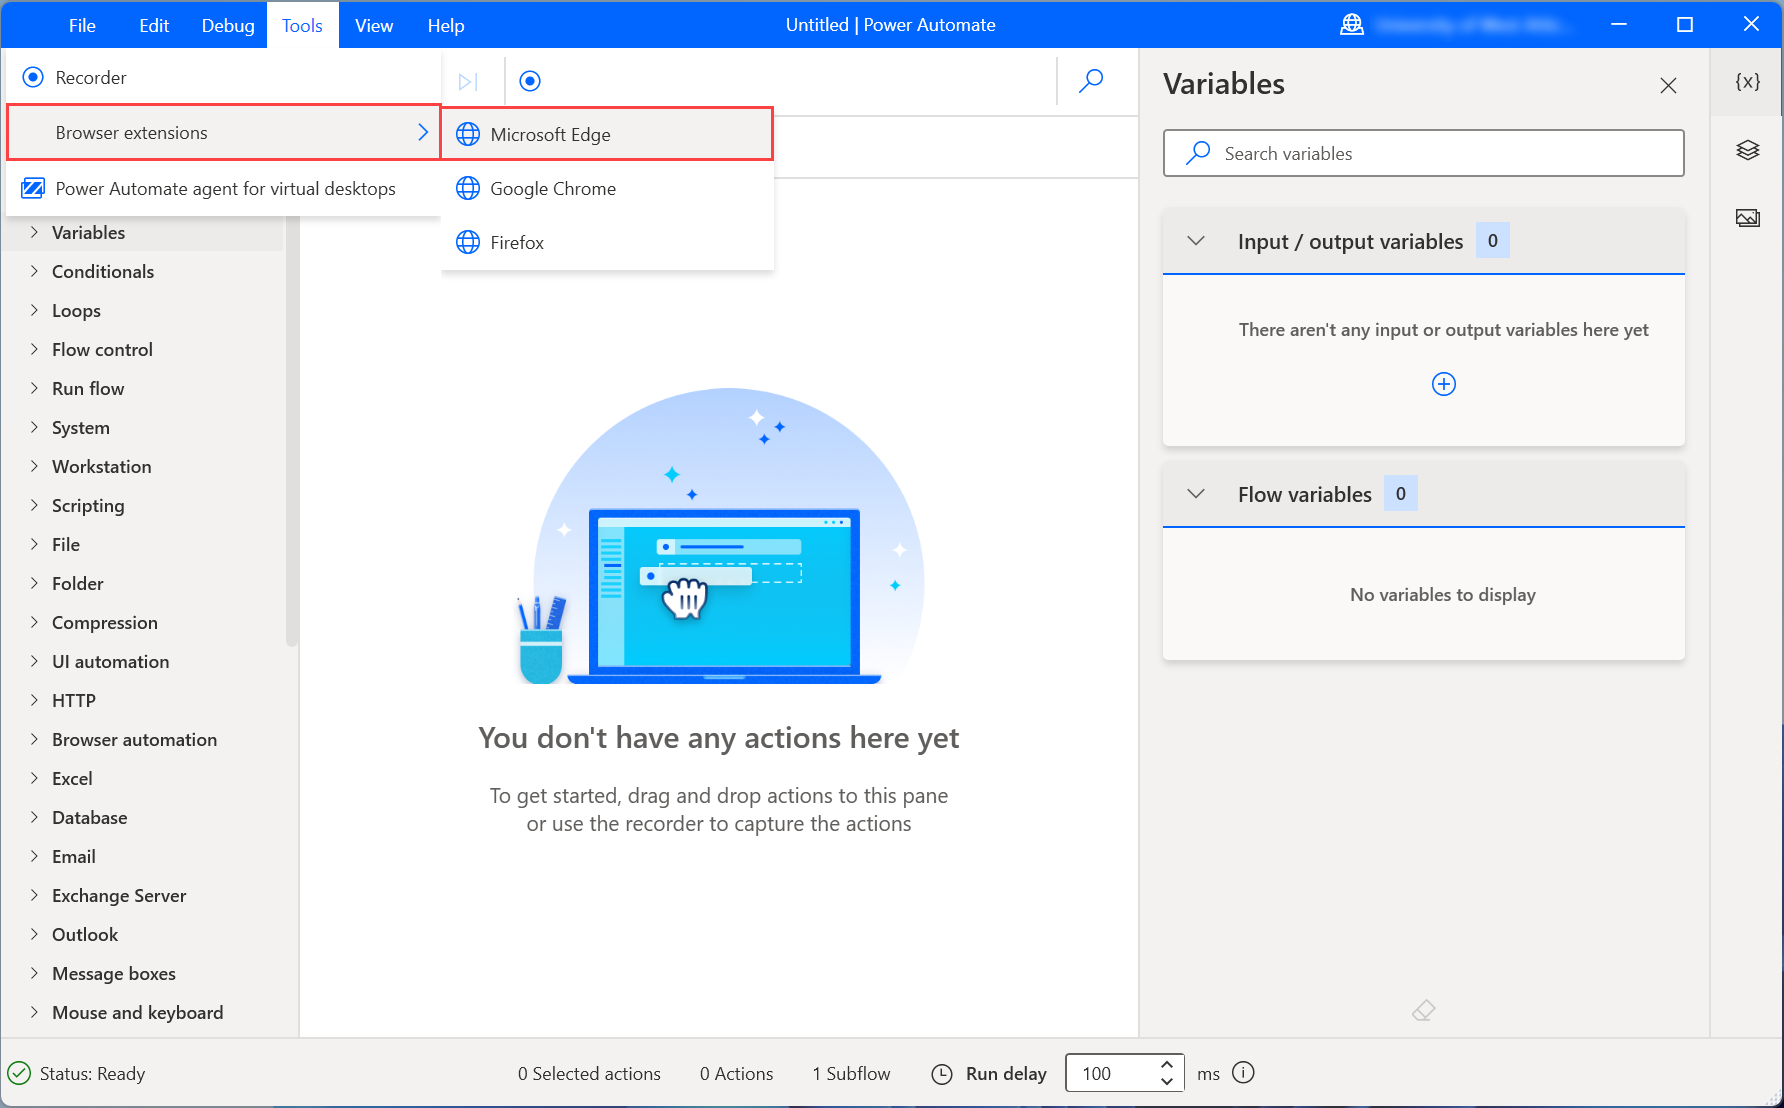 File Edit Debug Tools View Help
Untitled | Power Automate
Recorder
Browser extensions
Power Automate agent for virtual desktops
Microsoft Edge
Google Chrome
Firefox
Variables
Conditionals
Loops
Flow control
Run flow
System
Workstation
Scripting
File
Folder
Compression
UI automation
HTTP
Browser automation
Excel
Database
Email
Exchange Server
Outlook
Message boxes
Mouse and keyboard
You don't have any actions here yet
To get started, drag and drop actions to this pane
or use the recorder to capture the actions
Variables
{x}
Search variables
Input / output variables 0
There aren't any input or output variables here yet
Flow variables 0
No variables to display
Status: Ready
0 Selected actions
0 Actions
1 Subflow
Run delay 100 ms